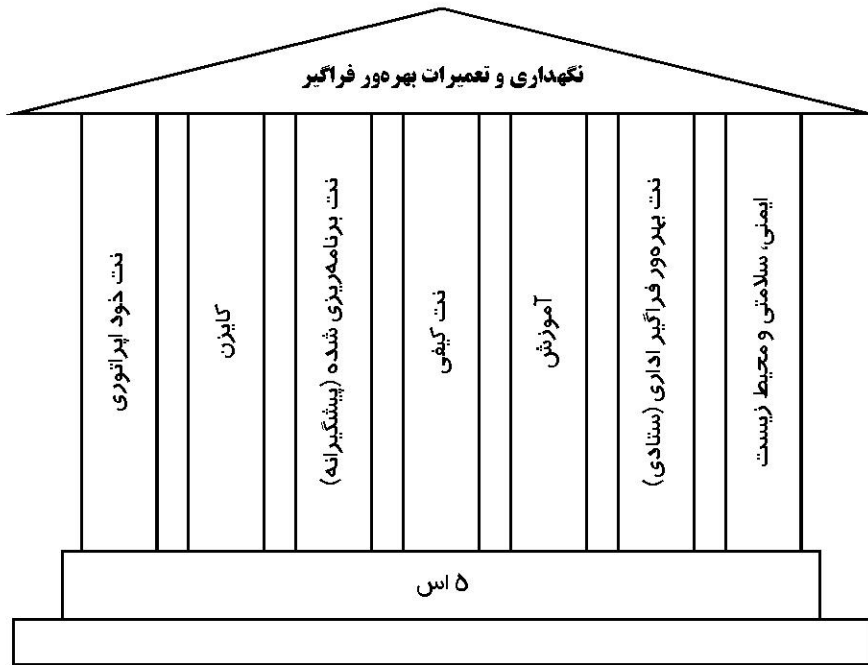 نگهداری و تعمیرات بهره‌ور فراگیر
ایمنی، سلامتی و محیط زیست
نت بهره‌ور فراگیر اداری (ستادی)
آموزش
نت کیفی
نت برنامه‌ریزی شده (پیشگیرانه)
کایزن
نت خود اپراتوری
۵ اس